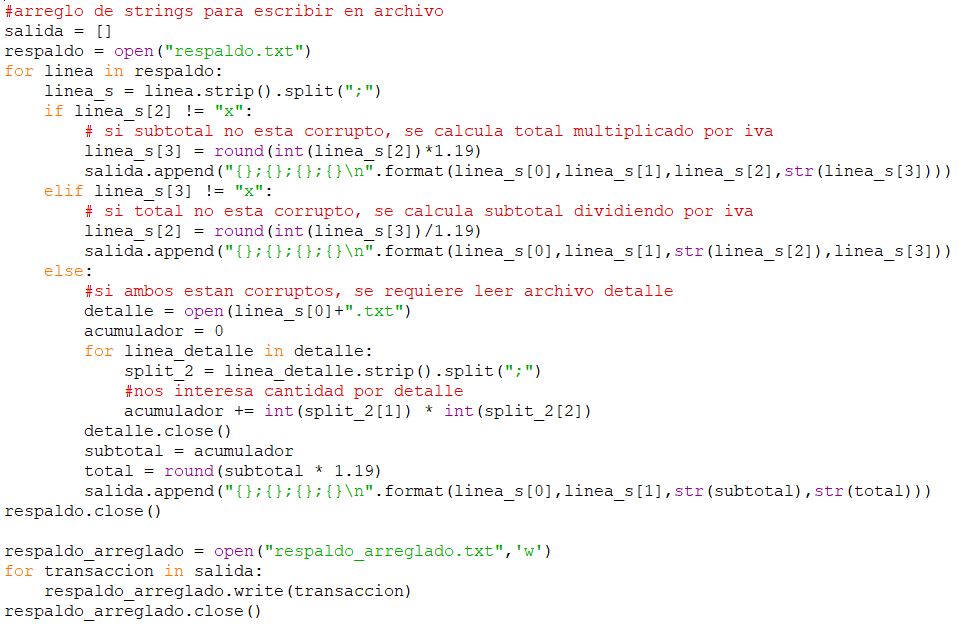 #arreglo de strings para escribir en archivo
salida = []
respaldo = open("respaldo.txt")
for linea in respaldo:
    linea_s = linea.strip().split(";")
    if linea_s[2] != "x":
        # si subtotal no esta corrupto, se calcula total multiplicado por iva
        linea_s[3] = round(int(linea_s[2])*1.19)
        salida.append("{};{};{};{}\n".format(linea_s[0],linea_s[1],linea_s[2],str(linea_s[3])))
    elif linea_s[3] != "x":
        # si total no esta corrupto, se calcula subtotal dividiendo por iva
        linea_s[2] = round(int(linea_s[3])/1.19)
        salida.append("{};{};{};{}\n".format(linea_s[0],linea_s[1],str(linea_s[2]),linea_s[3]))
    else:
        #si ambos estan corruptos, se requiere leer archivo detalle
        detalle = open(linea_s[0]+".txt")
        acumulador = 0
        for linea_detalle in detalle:
            split_2 = linea_detalle.strip().split(";")
            #nos interesa cantidad por detalle
            acumulador += int(split_2[1]) * int(split_2[2])
        detalle.close()
        subtotal = acumulador
        total = round(subtotal * 1.19)
        salida.append("{};{};{};{}\n".format(linea_s[0],linea_s[1],str(subtotal),str(total)))
respaldo.close()

respaldo_arreglado = open("respaldo_arreglado.txt",'w')
for transaccion in salida:
    respaldo_arreglado.write(transaccion)
respaldo_arreglado.close()